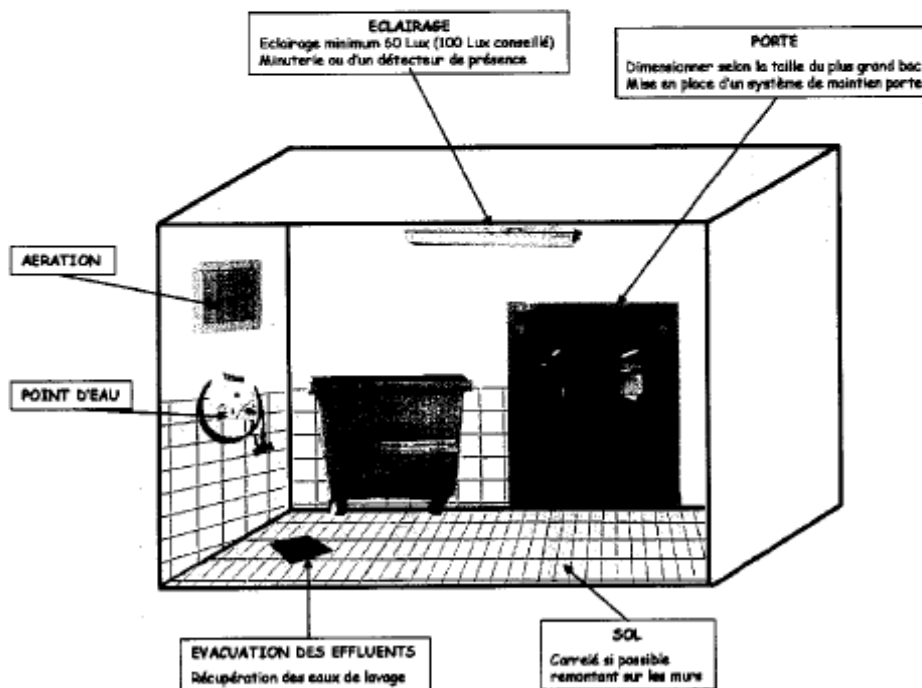 ECLAIRAGE
Eclairage minimum 60 Lux (100 Lux conseillé)
Minuterie ou d'un détecteur de présence
PORTE
Dimensionner selon la taille du plus grand bac
Mise en place d'un système de maintien porte
AERATION
POINT D'EAU
EVACUATION DES EFFLUENTS
Récupération des eaux de lavage
SOL
Carrelé si possible
remontant sur les murs